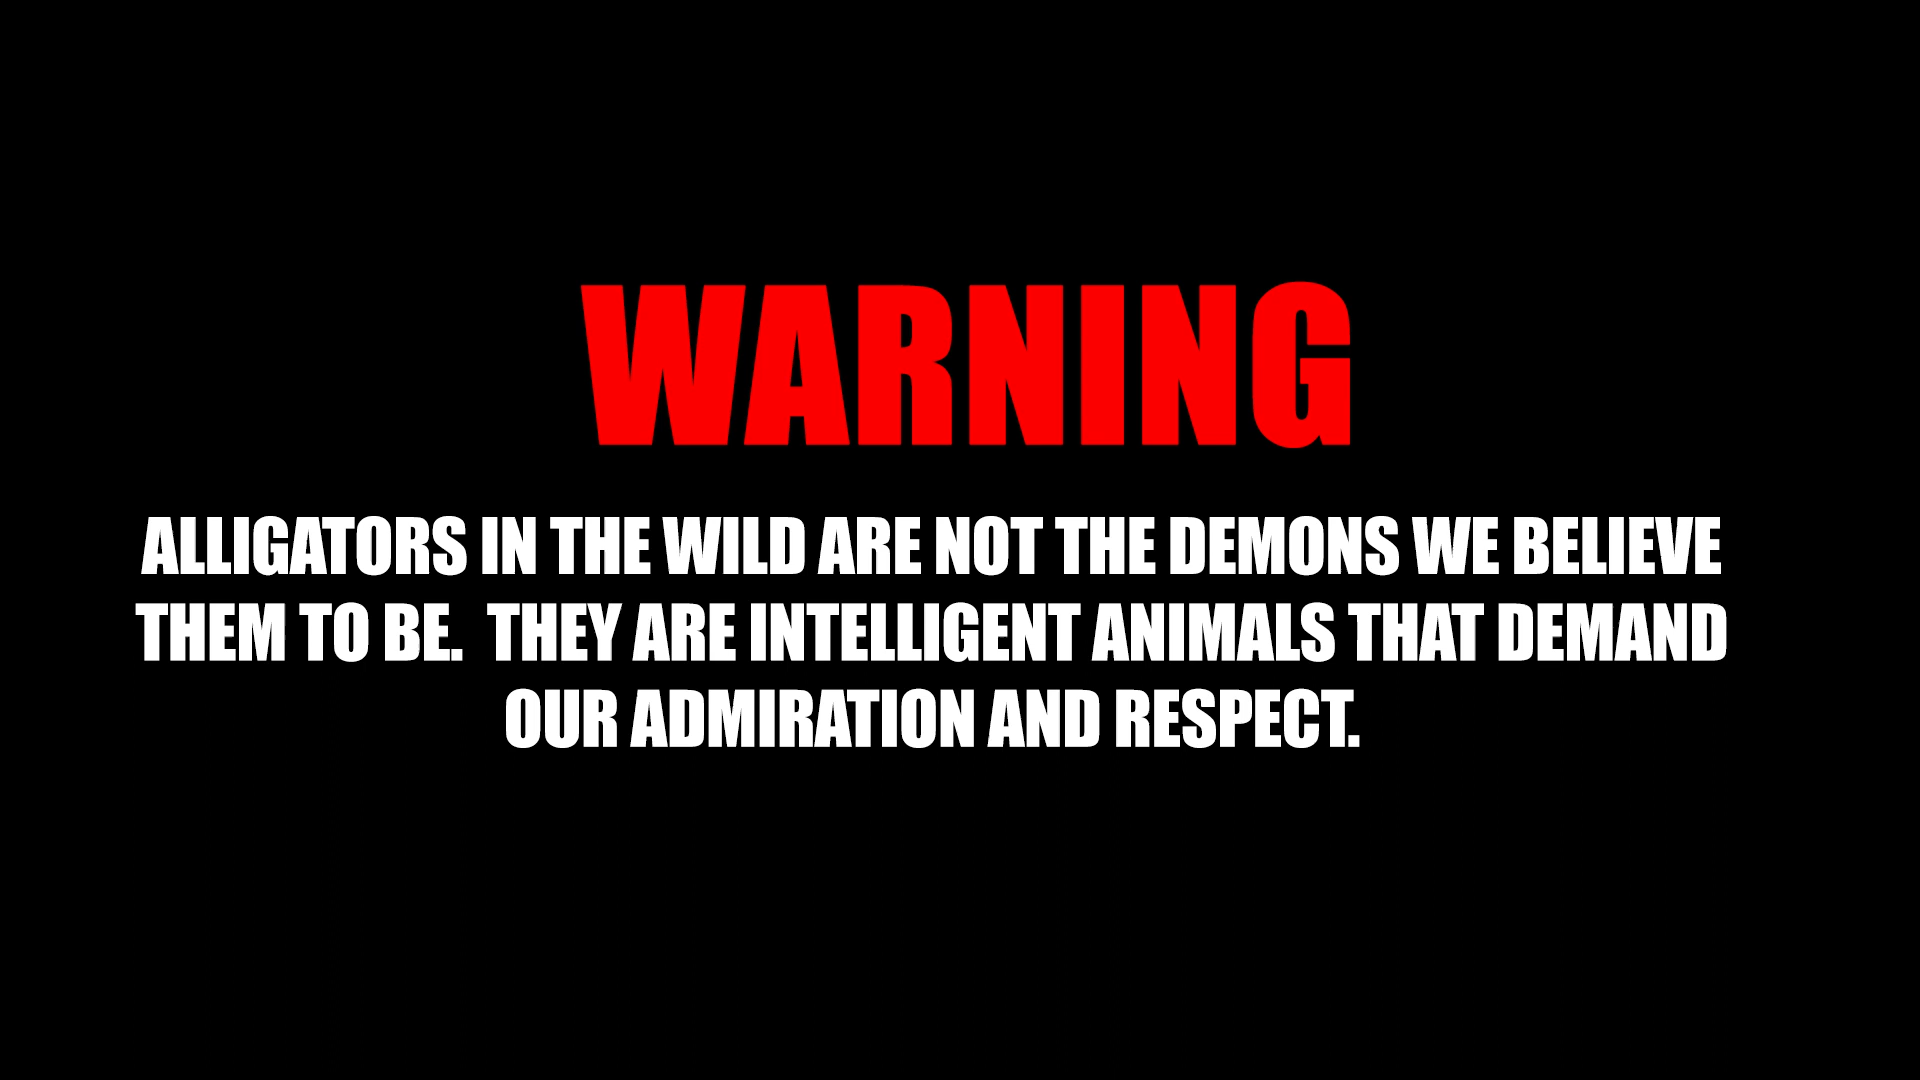 WARNING
ALLIGATORS IN THE WILD ARE NOT THE DEMONS WE BELIEVE
THEM TO BE.  THEY ARE INTELLIGENT ANIMALS THAT DEMAND
OUR ADMIRATION AND RESPECT.